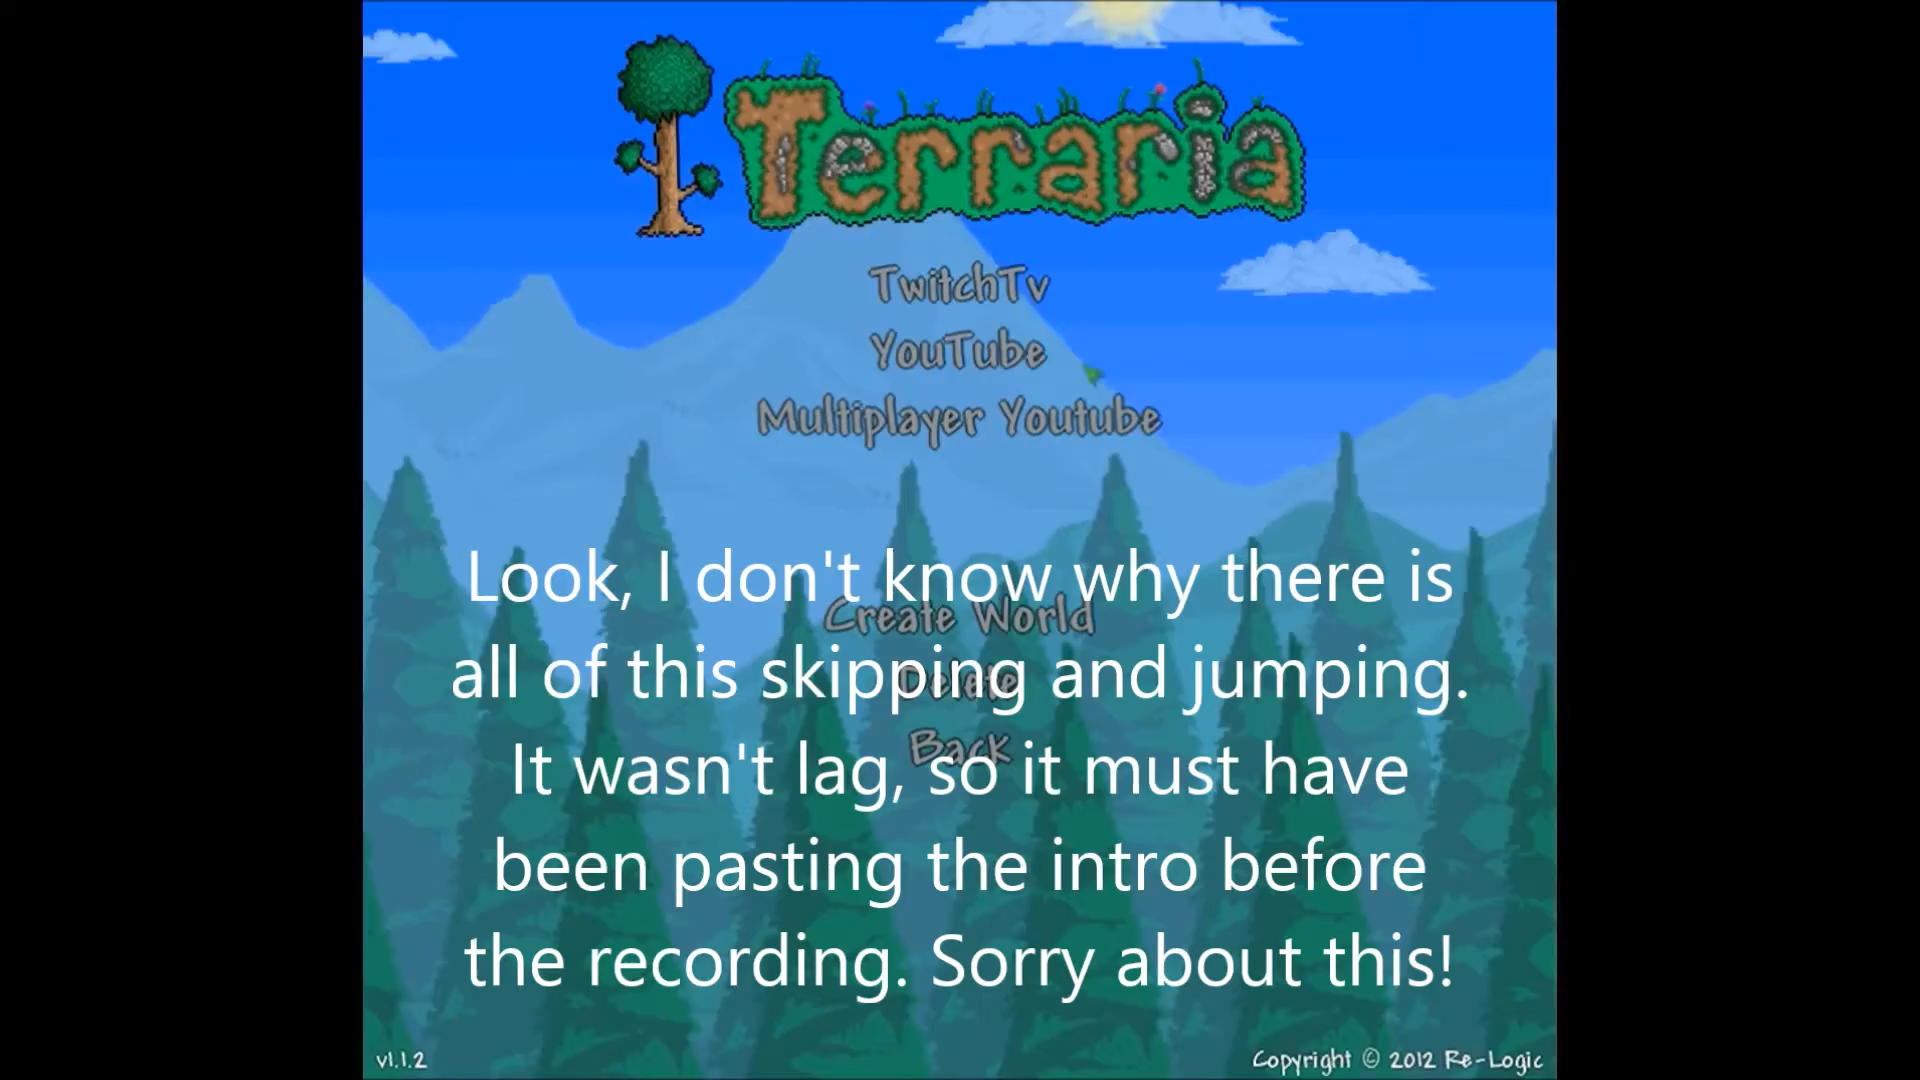 Terraria
TwitchTv
YouTube
Multiplayer Youtube
Look, I don't know why there is
Create World
all of this skipping and jumping.
Delete
Back
It wasn't lag, so it must have
been pasting the intro before
the recording. Sorry about this!
v1.1.2
Copyright © 2012 Re-Logic